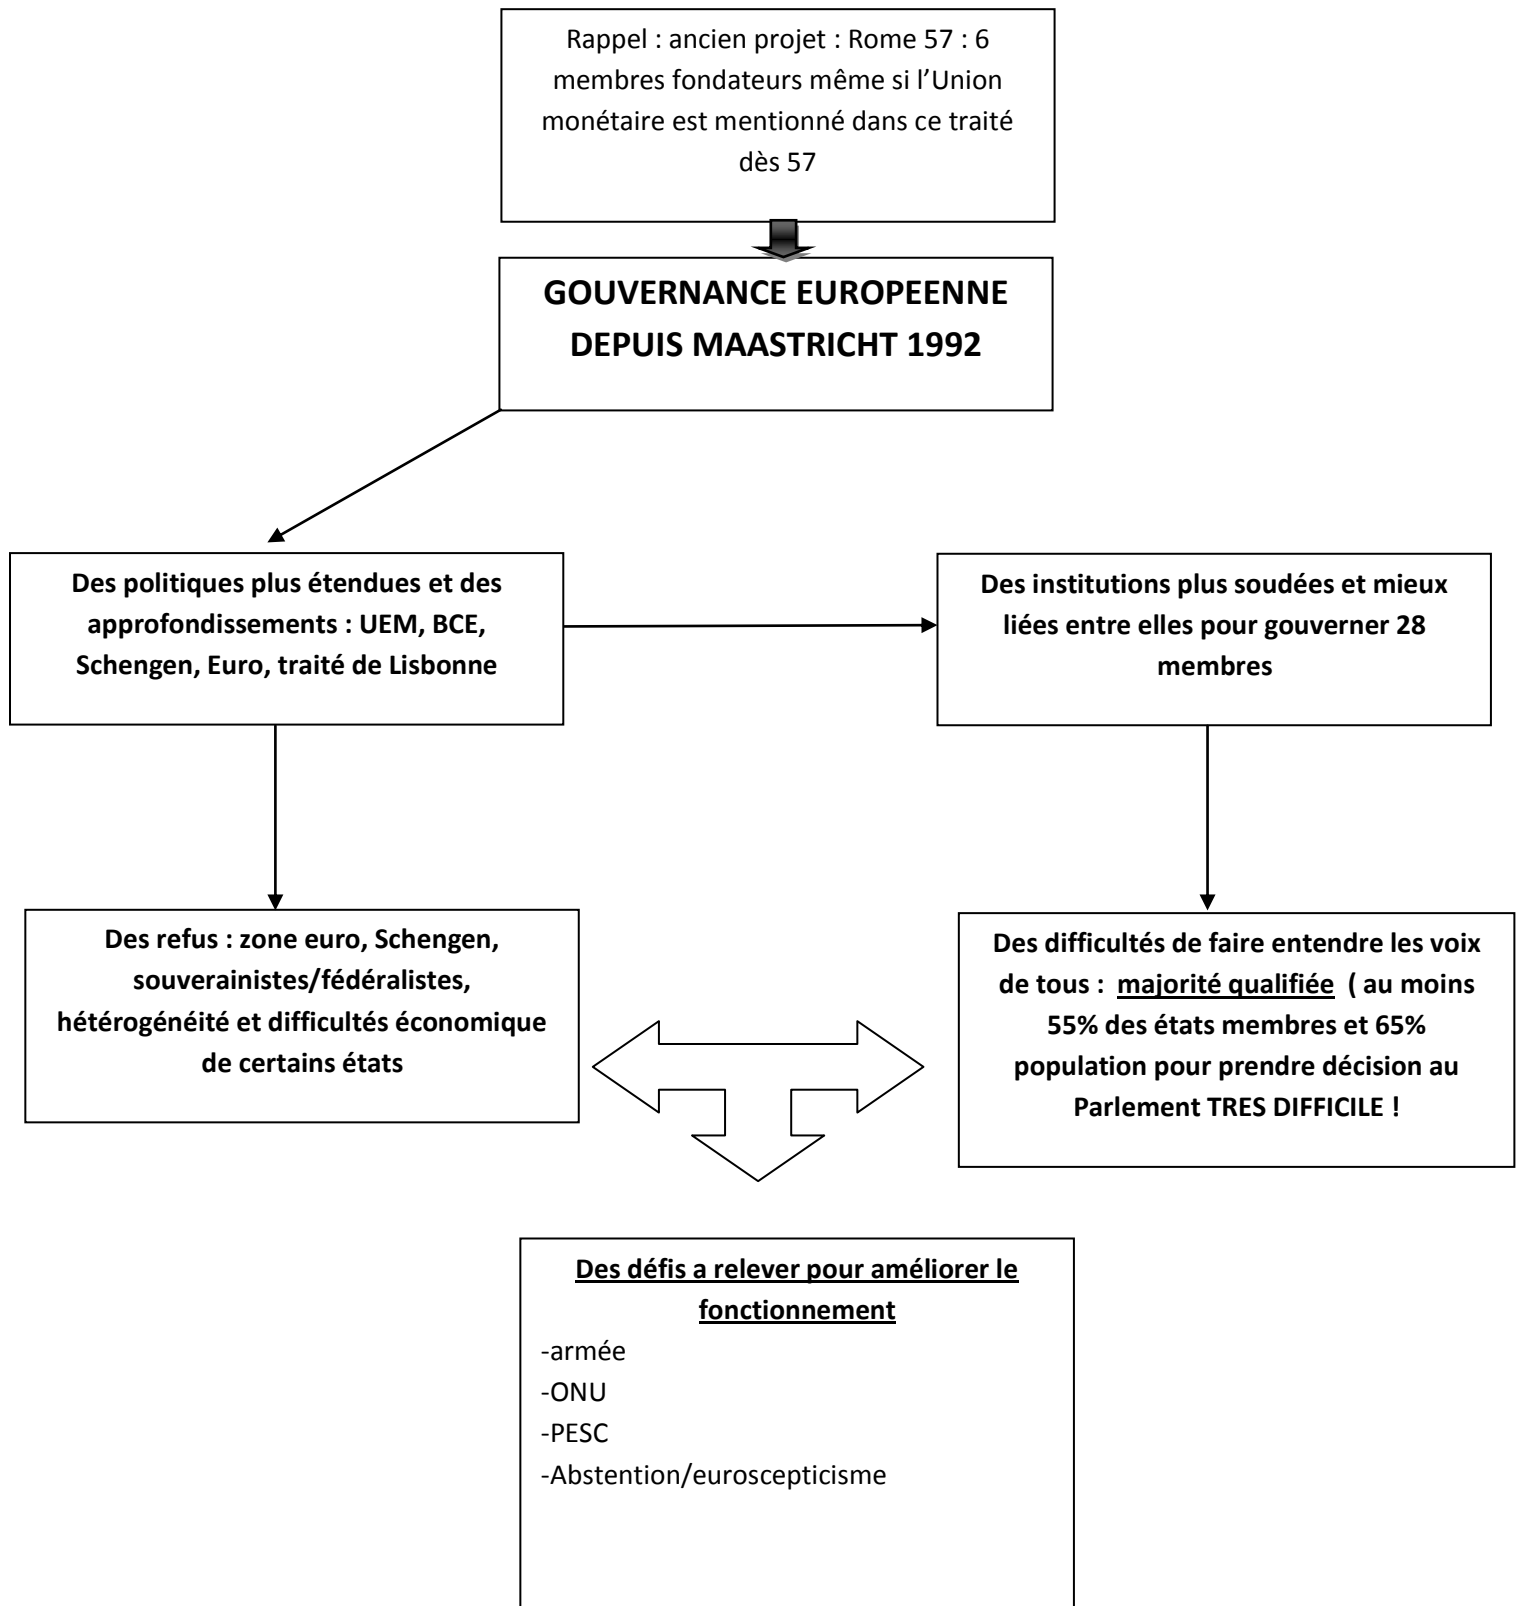 Rappel : ancien projet : Rome 57 : 6
membres fondateurs même si l’Union
monétaire est mentionné dans ce traité
dès 57
GOUVERNANCE EUROPEENNE
DEPUIS MAASTRICHT 1992
Des politiques plus étendues et des
approfondissements : UEM, BCE,
Schengen, Euro, traité de Lisbonne
Des institutions plus soudées et mieux
liées entre elles pour gouverner 28
membres
Des refus : zone euro, Schengen,
souverainistes/fédéralistes,
hétérogénéité et difficultés économique
de certains états
Des difficultés de faire entendre les voix
de tous : majorité qualifiée ( au moins
55% des états membres et 65%
population pour prendre décision au
Parlement TRES DIFFICILE !
Des défis a relever pour améliorer le
fonctionnement
-armée
-ONU
-PESC
-Abstention/euroscepticisme